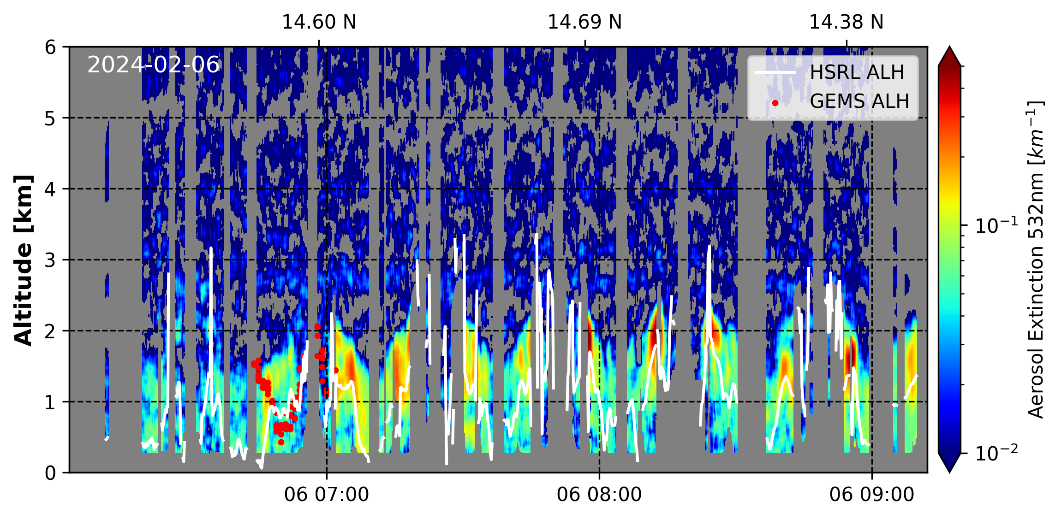 14.60 N 14.69 N 14.38 N
2024-02-06
HSRL ALH
GEMS ALH
6
5
4
3
2
1
0
Altitude [km]
06 07:00 06 08:00 06 09:00
10⁻¹
10⁻²
Aerosol Extinction 532nm [km⁻¹]